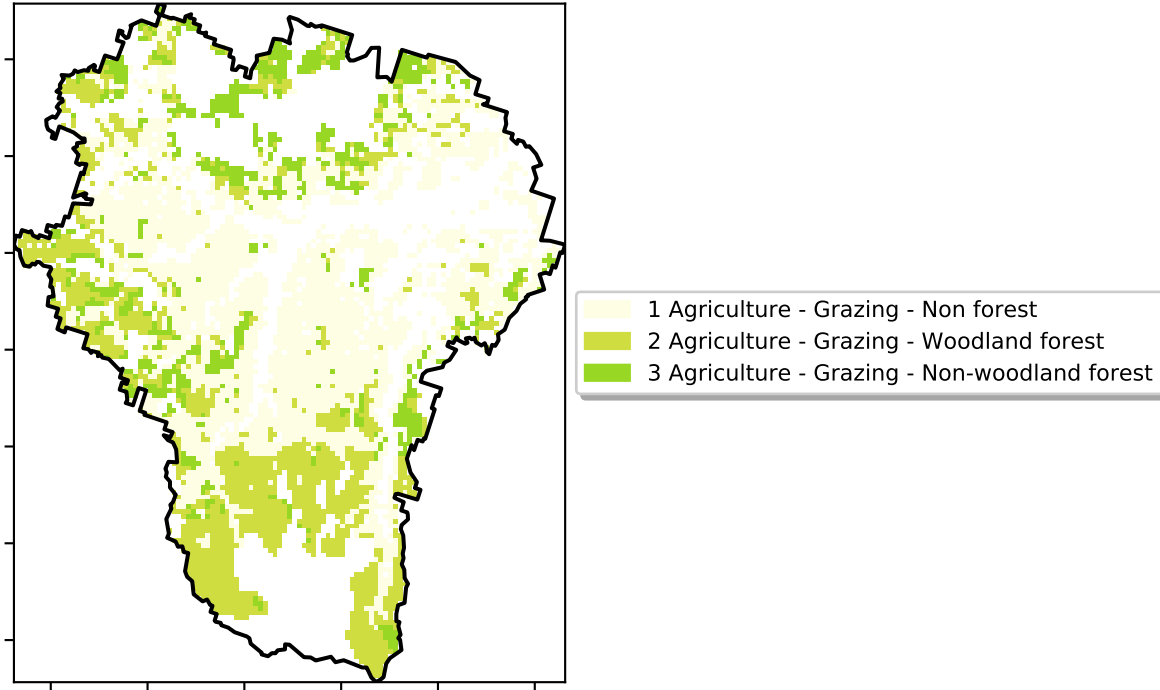 1 Agriculture - Grazing - Non forest
2 Agriculture - Grazing - Woodland forest
3 Agriculture - Grazing - Non-woodland forest